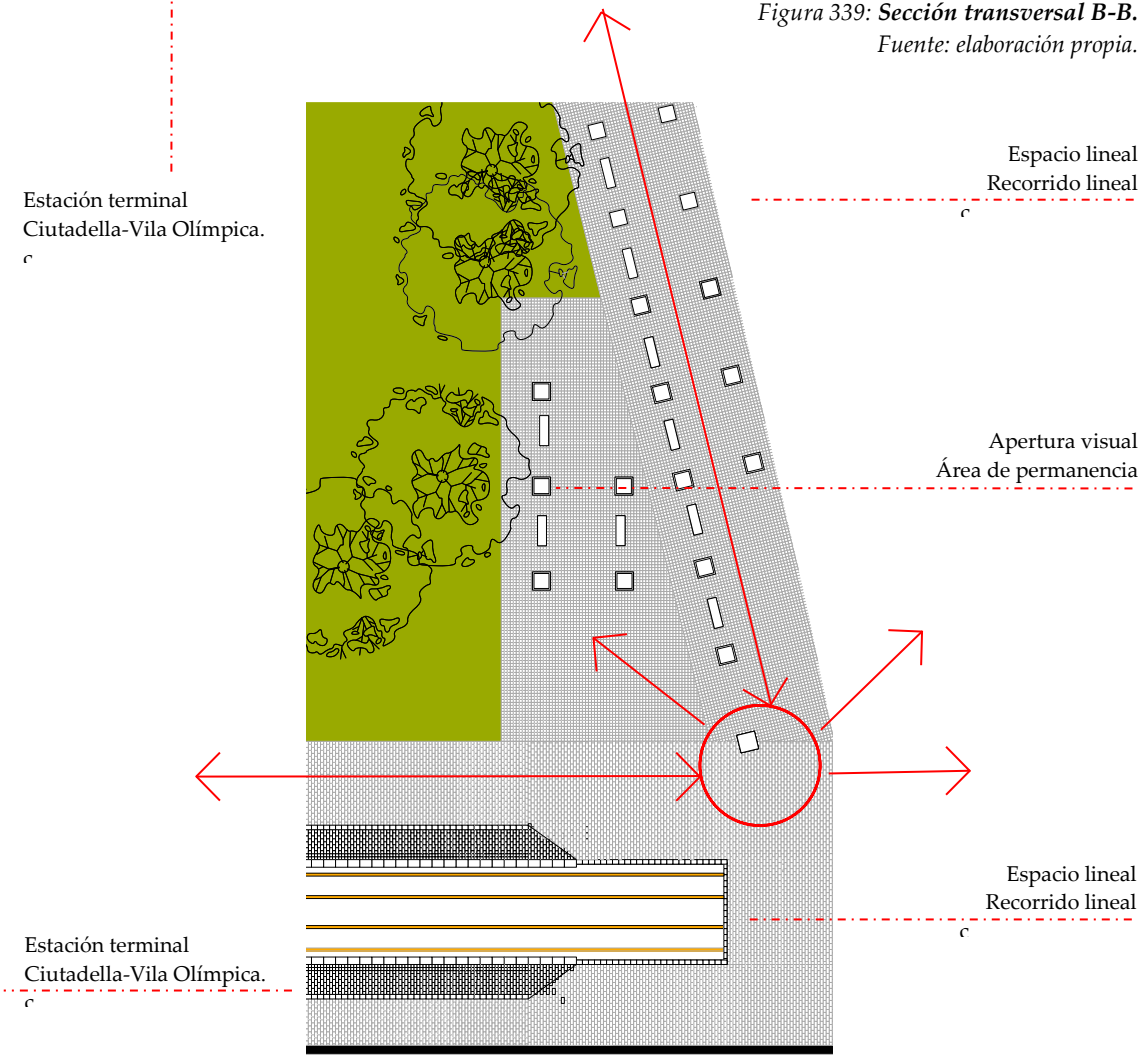 Figura 339: Sección transversal B-B.
Fuente: elaboración propia.
Espacio lineal
Recorrido lineal
Estación terminal
Ciutadella-Vila Olímpica.
Apertura visual
Área de permanencia
Espacio lineal
Recorrido lineal
Estación terminal
Ciutadella-Vila Olímpica.